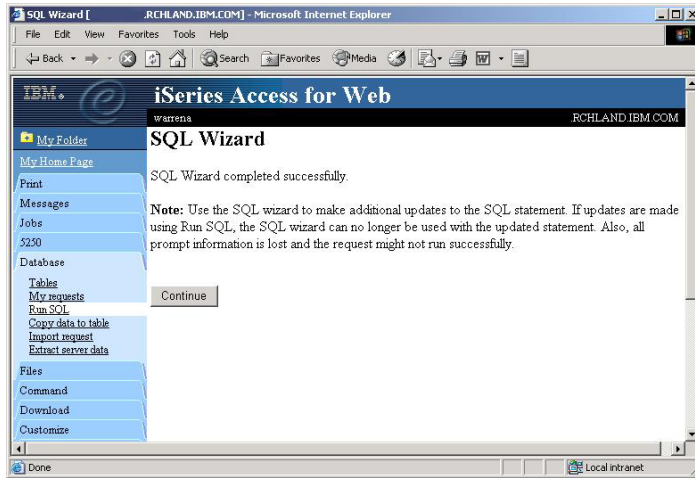 SQL Wizard [ .RCHLAND.IBM.COM] - Microsoft Internet Explorer
File Edit View Favorites Tools Help
Back Search Favorites Media
IBM. iSeries Access for Web
warrena .RCHLAND.IBM.COM
My Folder
My Home Page
Print
Messages
Jobs
5250
Database
Tables
My requests
Run SQL
Copy data to table
Import request
Extract server data
Files
Command
Download
Customize
SQL Wizard
SQL Wizard completed successfully.
Note: Use the SQL wizard to make additional updates to the SQL statement. If updates are made
using Run SQL, the SQL wizard can no longer be used with the updated statement. Also, all
prompt information is lost and the request might not run successfully.
Continue
Done Local intranet